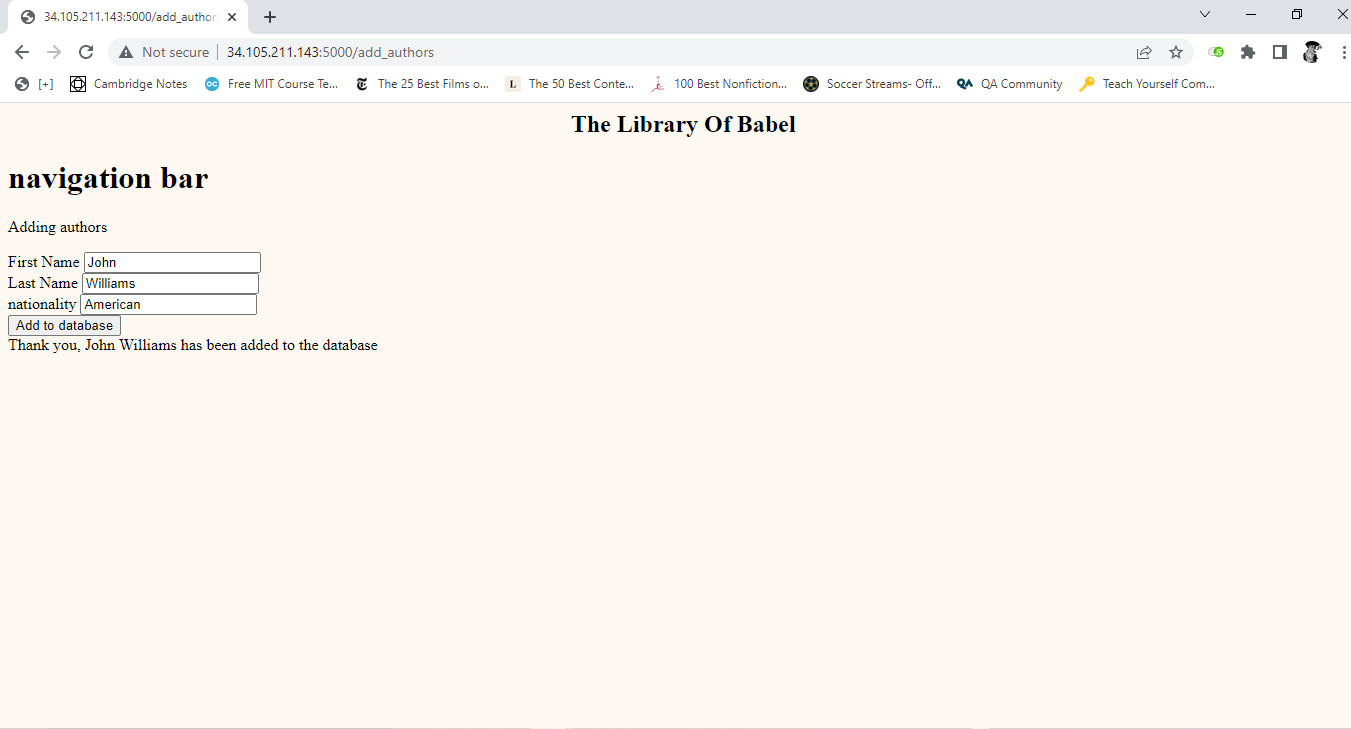 34.105.211.143:5000/add_author
Not secure 34.105.211.143:5000/add_authors
[+] Cambridge Notes Free MIT Course Te... The 25 Best Films o... The 50 Best Conte... 100 Best Nonfiction... Soccer Streams- Off... QA Community Teach Yourself Com...
The Library Of Babel
navigation bar
Adding authors
First Name John
Last Name Williams
nationality American
Add to database
Thank you, John Williams has been added to the database